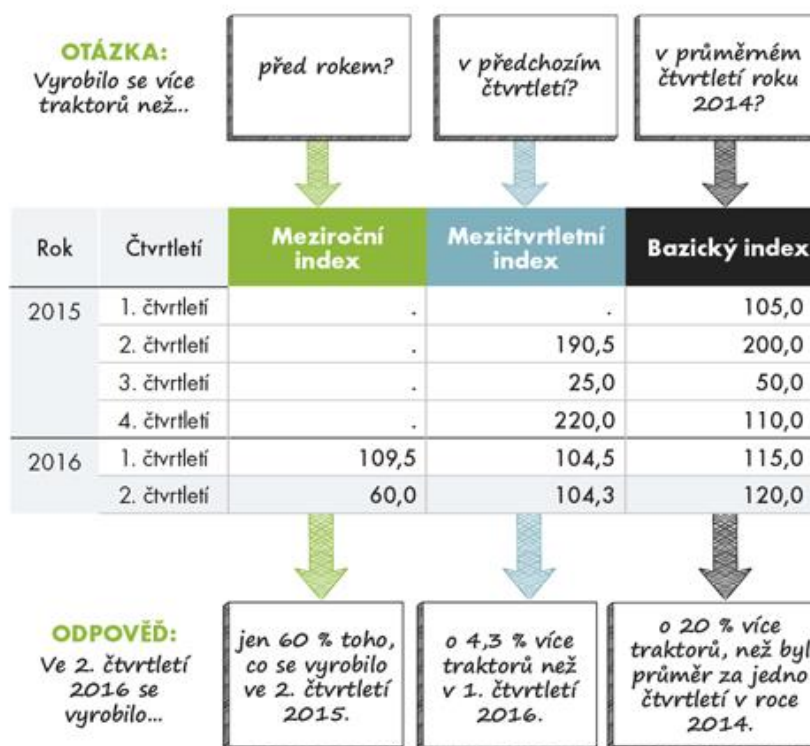 OTÁZKA:
Vyrobilo se více
traktorů než...
před rokem?
v předchozím
čtvrtletí?
v průměrném
čtvrtletí roku
2014?
Rok Čtvrtletí Meziroční index Mezičtvrtletní index Bazický index
2015 1. čtvrtletí . . 105,0
2. čtvrtletí . 190,5 200,0
3. čtvrtletí . 25,0 50,0
4. čtvrtletí . 220,0 110,0
2016 1. čtvrtletí 109,5 104,5 115,0
2. čtvrtletí 60,0 104,3 120,0
ODPOVĚĎ:
Ve 2. čtvrtletí
2016 se
vyrobilo...
jen 60 % toho,
co se vyrobilo
ve 2. čtvrtletí
2015.
o 4,3 % více
traktorů než
v 1. čtvrtletí
2016.
o 20 % více
traktorů, než byl
průměr za jedno
čtvrtletí v roce
2014.